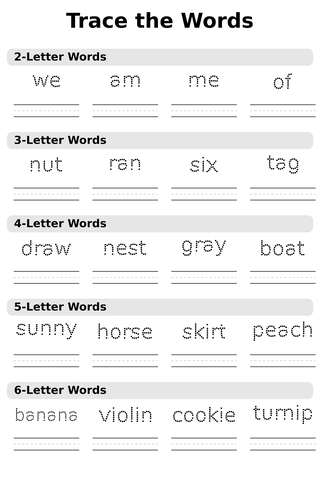 Trace the Words
2-Letter Words
we am me of
3-Letter Words
nut ran six tag
4-Letter Words
draw nest gray boat
5-Letter Words
sunny horse skirt peach
6-Letter Words
banana violin cookie turnip